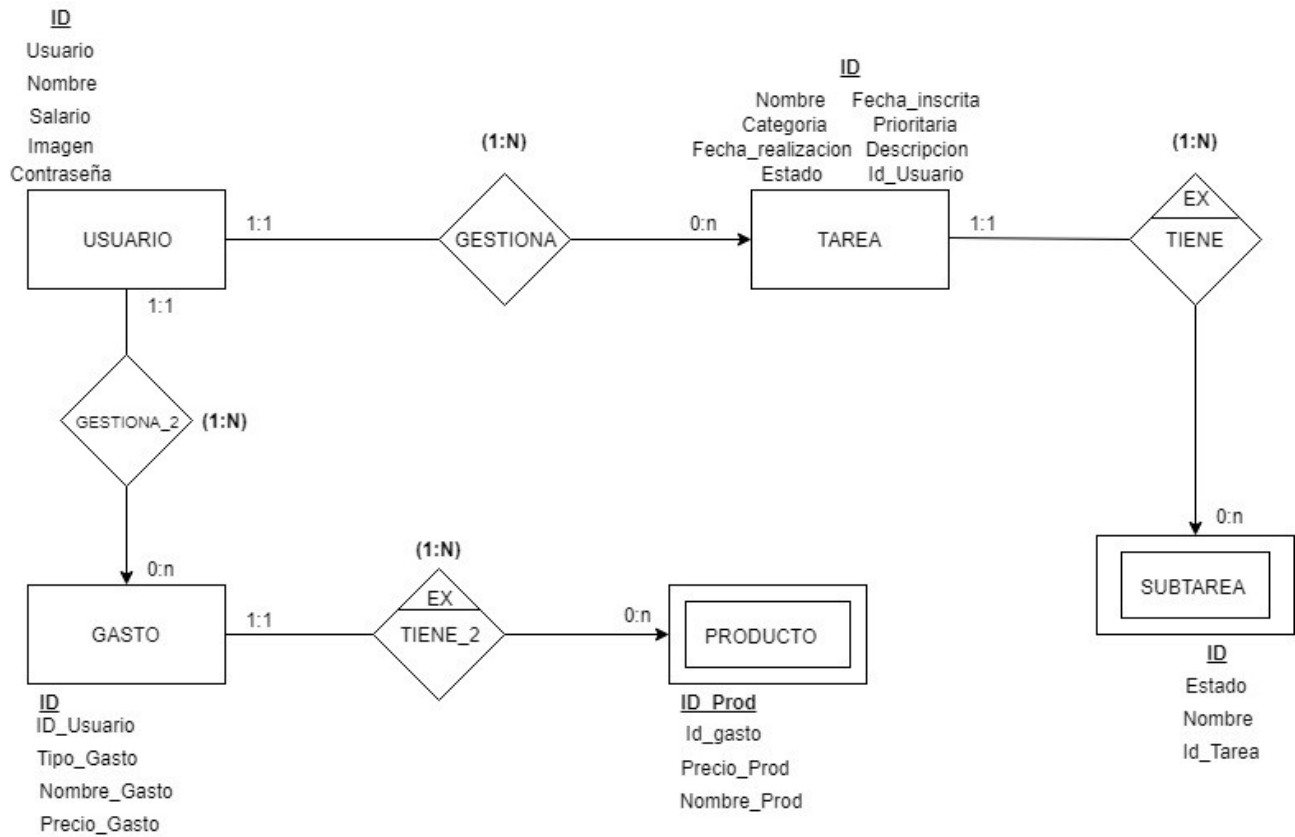 ID
Usuario
Nombre
Salario
Imagen
Contraseña
USUARIO
1:1
(1:N)
GESTIONA
0:n
ID
Nombre Fecha_inscrita
Categoria Prioritaria
Fecha_realizacion Descripcion
Estado Id_Usuario
TAREA
1:1
(1:N)
EX
TIENE
0:n
SUBTAREA
ID
Estado
Nombre
Id_Tarea
1:1
GESTIONA_2 (1:N)
0:n
GASTO
ID
ID_Usuario
Tipo_Gasto
Nombre_Gasto
Precio_Gasto
1:1
(1:N)
EX
TIENE_2
0:n
PRODUCTO
ID_Prod
Id_gasto
Precio_Prod
Nombre_Prod